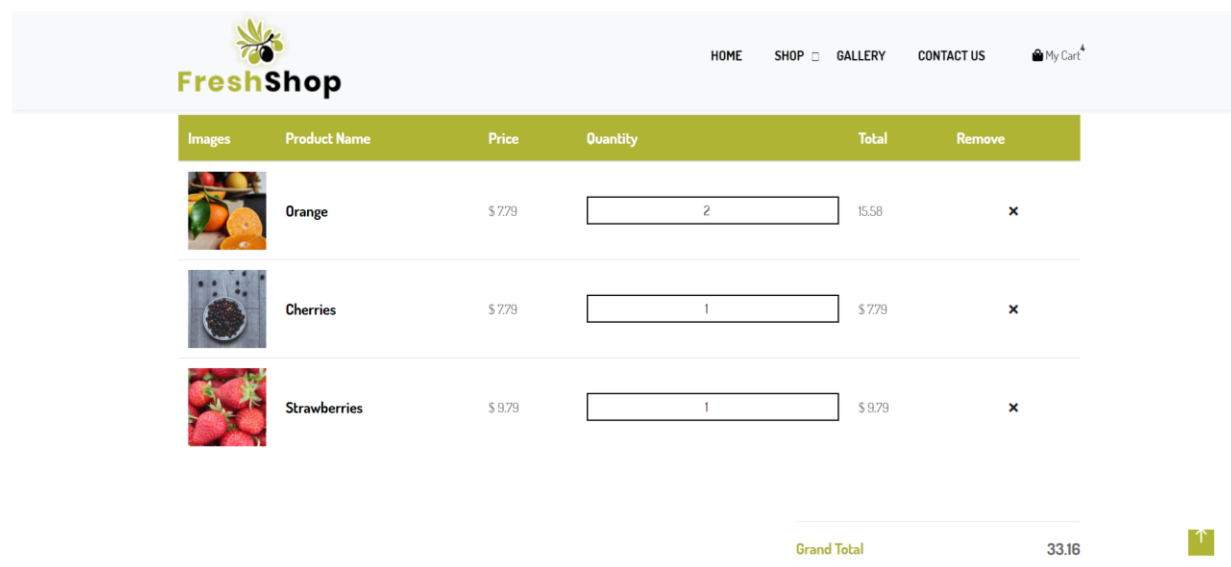 FreshShop
HOME SHOP GALLERY CONTACT US My Cart 4
Images Product Name Price Quantity Total Remove
Orange $ 7.79 2 15.58
Cherries $ 7.79 1 $ 7.79
Strawberries $ 9.79 1 $ 9.79
Grand Total 33.16